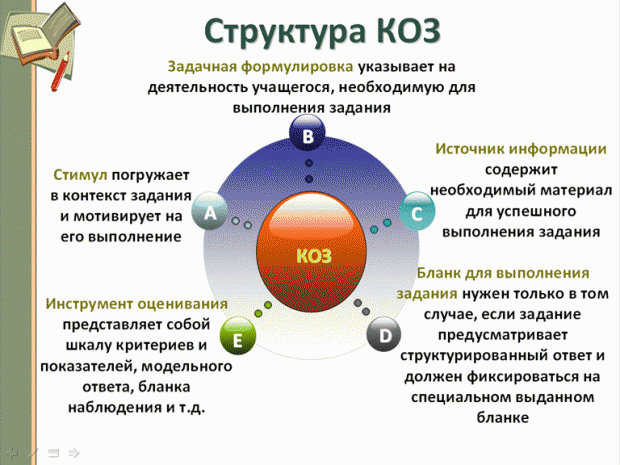 Структура КОЗ
Задачная формулировка указывает на
деятельность учащегося, необходимую для
выполнения задания
B
Стимул погружает
в контекст задания
и мотивирует на
его выполнение
A
Источник информации
содержит
необходимый материал
для успешного
выполнения задания
C
КОЗ
Бланк для выполнения
задания нужен только в том
случае, если задание
предусматривает
структурированный ответ и
должен фиксироваться на
специальном выданном
бланке
D
Инструмент оценивания
представляет собой
шкалу критериев и
показателей, модельного
ответа, бланка
наблюдения и т.д.
E